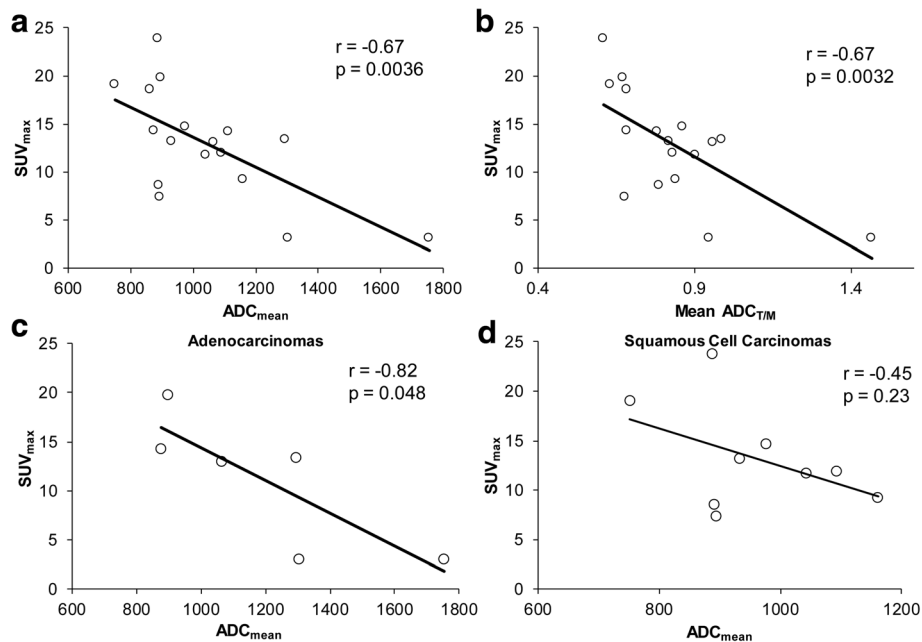 a
b
25
20
15
10
5
0
SUVmax
r = -0.67
p = 0.0036
600 800 1000 1200 1400 1600 1800
ADCmean
25
20
15
10
5
0
SUVmax
r = -0.67
p = 0.0032
0.4 0.9 1.4
Mean ADCT/M
c
Adenocarcinomas
25
20
15
10
5
0
SUVmax
r = -0.82
p = 0.048
600 800 1000 1200 1400 1600 1800
ADCmean
d
Squamous Cell Carcinomas
25
20
15
10
5
0
SUVmax
r = -0.45
p = 0.23
600 800 1000 1200
ADCmean